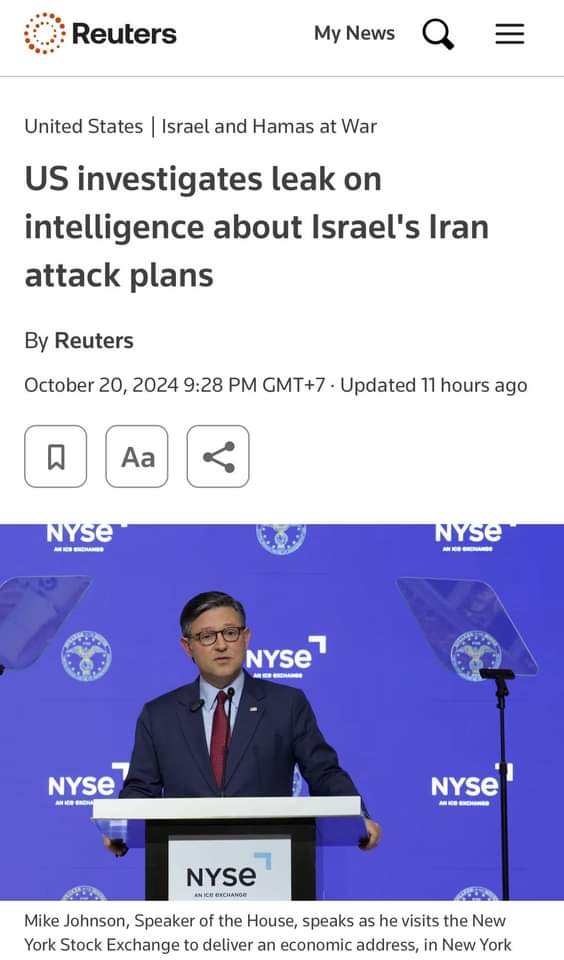 Reuters
My News
United States | Israel and Hamas at War
US investigates leak on
intelligence about Israel's Iran
attack plans
By Reuters
October 20, 2024 9:28 PM GMT+7 · Updated 11 hours ago
Aa
NYSE
AN ICE EXCHANGE
NYSE
AN ICE EXCHANGE
NYSE
AN ICE EXCHANGE
NYSE
AN ICE EXCHA
NYSE
AN ICE EXCHANGE
NYSE
AN ICE EXCHANGE
Mike Johnson, Speaker of the House, speaks as he visits the New
York Stock Exchange to deliver an economic address, in New York